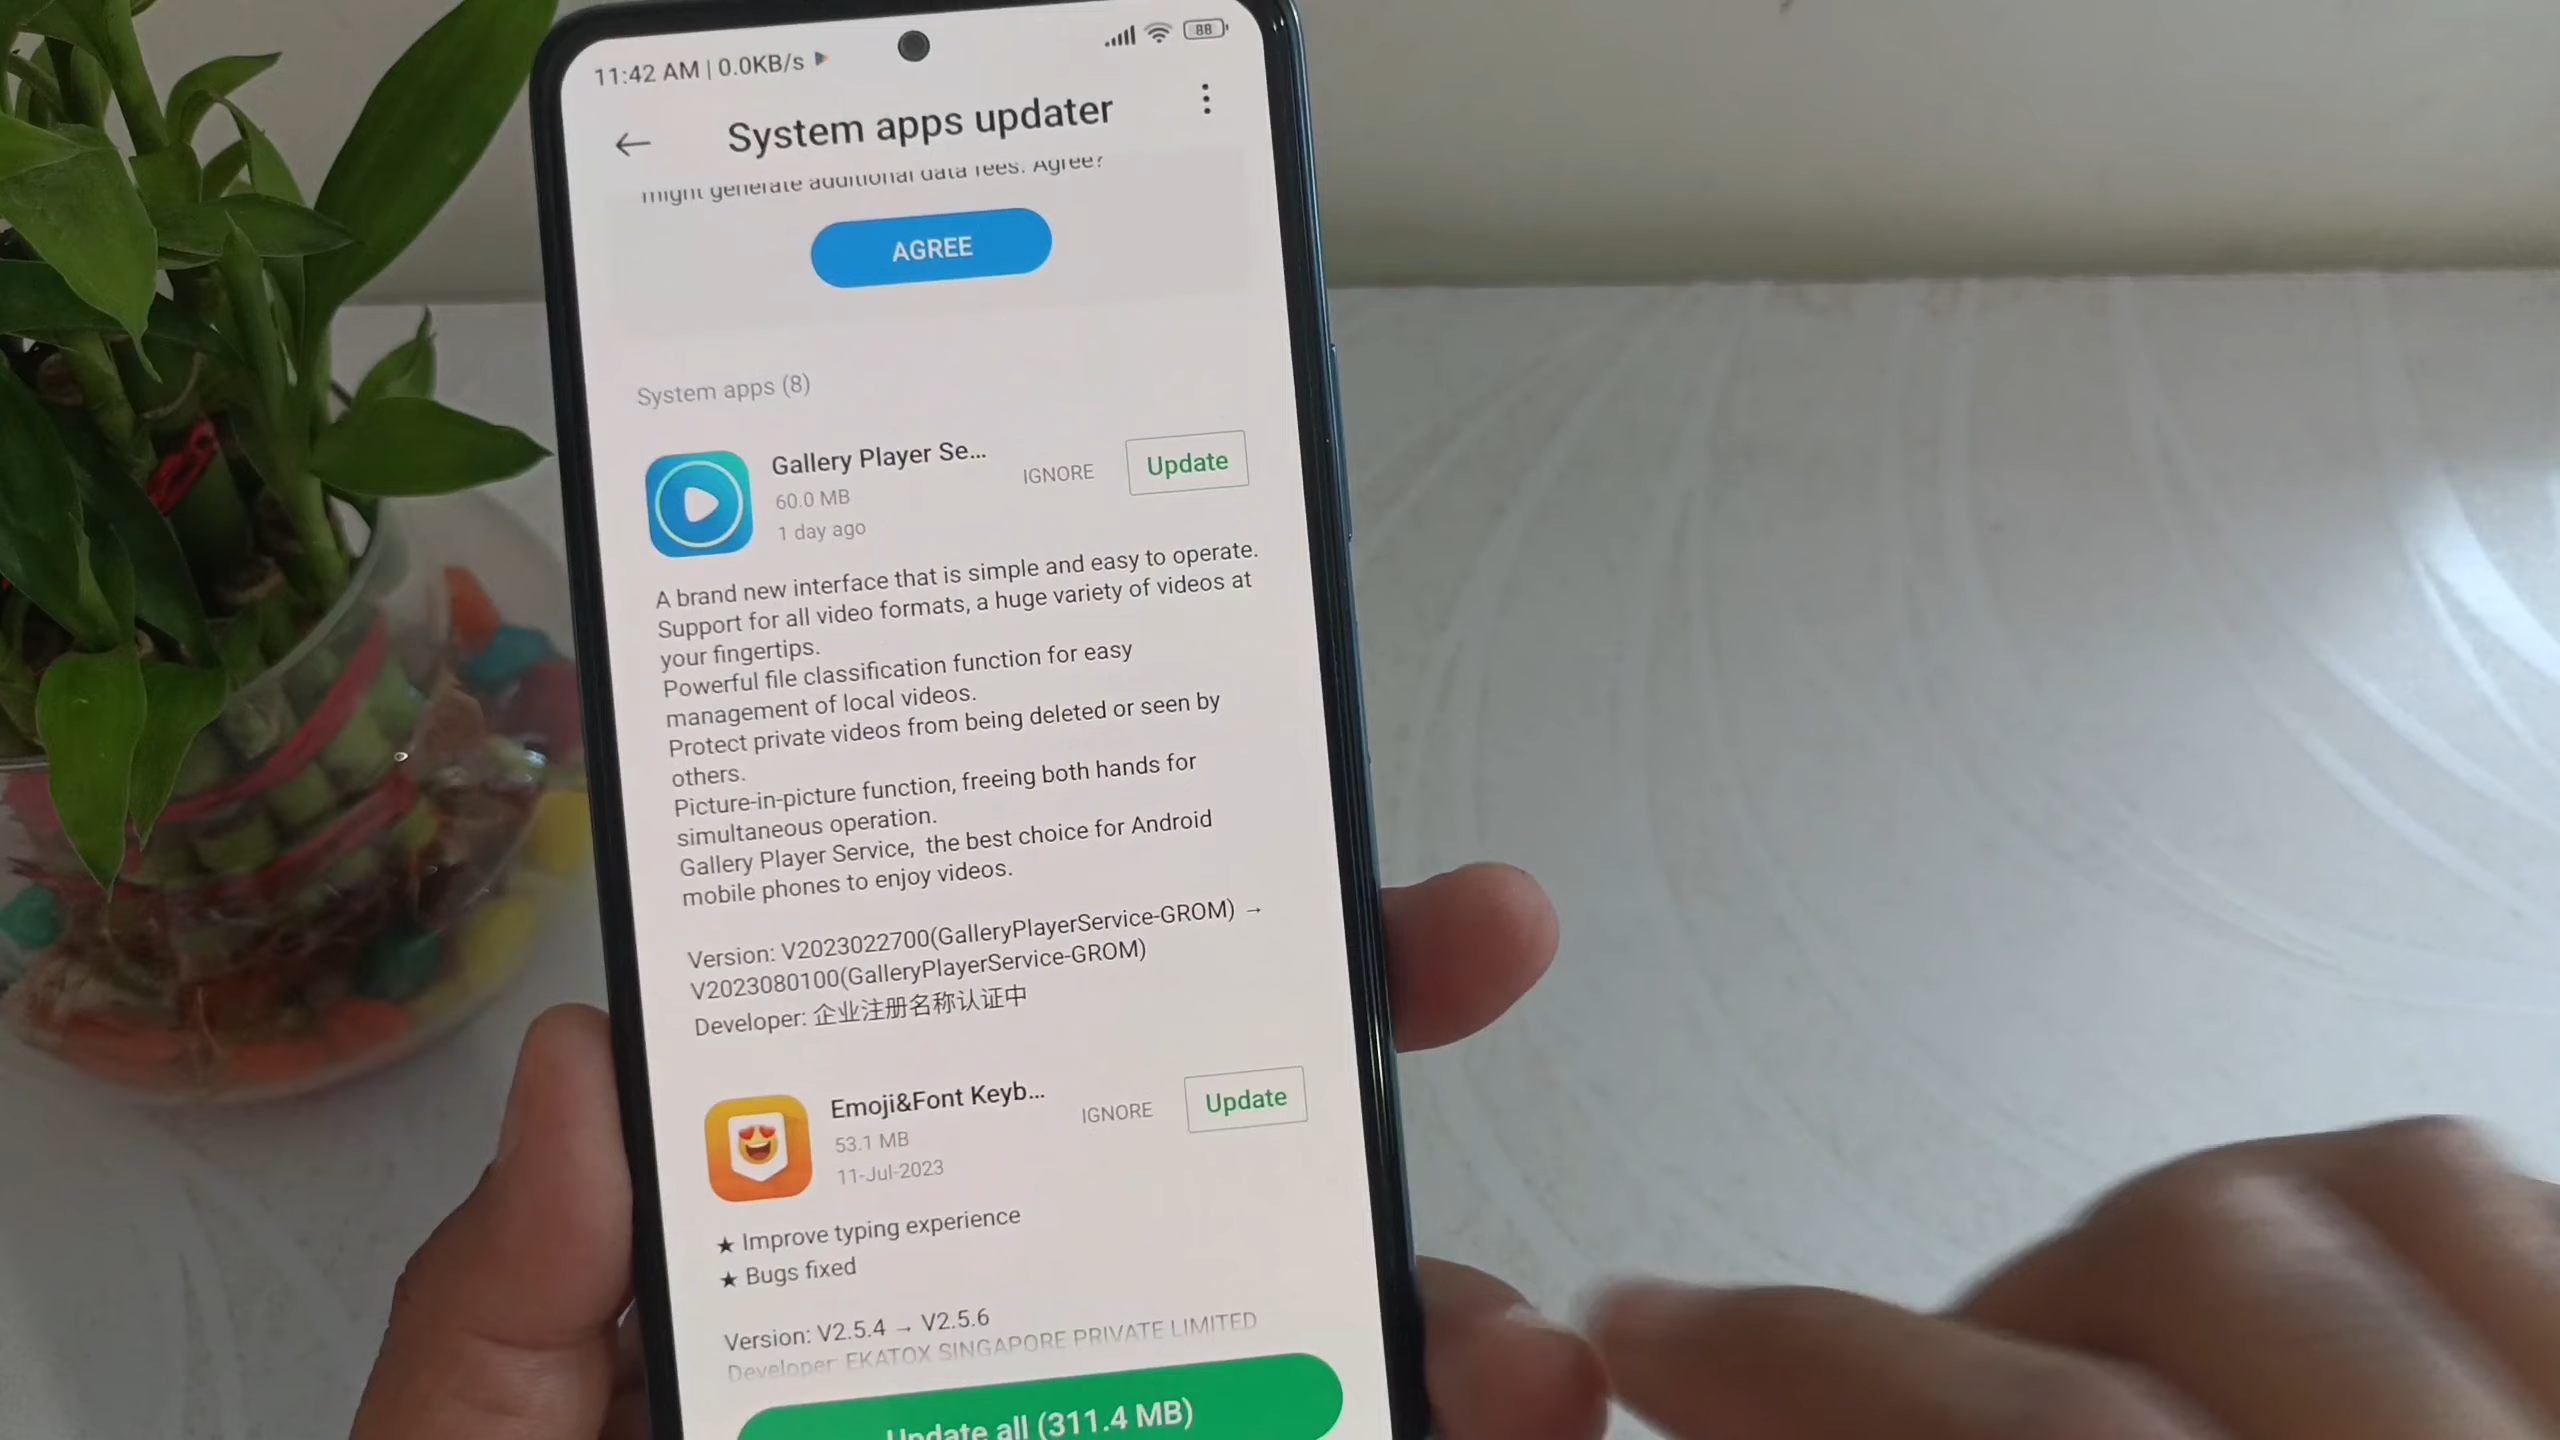 11:42 AM | 0.0KB/s
88
System apps updater
might generate additional data fees. Agree?
AGREE
System apps (8)
Gallery Player Se...
60.0 MB
1 day ago
IGNORE
Update
A brand new interface that is simple and easy to operate.
Support for all video formats, a huge variety of videos at
your fingertips.
Powerful file classification function for easy
management of local videos.
Protect private videos from being deleted or seen by
others.
Picture-in-picture function, freeing both hands for
simultaneous operation.
Gallery Player Service, the best choice for Android
mobile phones to enjoy videos.
Version: V2023022700(GalleryPlayerService-GROM) →
V2023080100(GalleryPlayerService-GROM)
Developer: 企业注册名称认证中
Emoji&Font Keyb...
53.1 MB
11-Jul-2023
IGNORE
Update
★ Improve typing experience
★ Bugs fixed
Version: V2.5.4 → V2.5.6
Developer: EKATOX SINGAPORE PRIVATE LIMITED
Update all (311.4 MB)